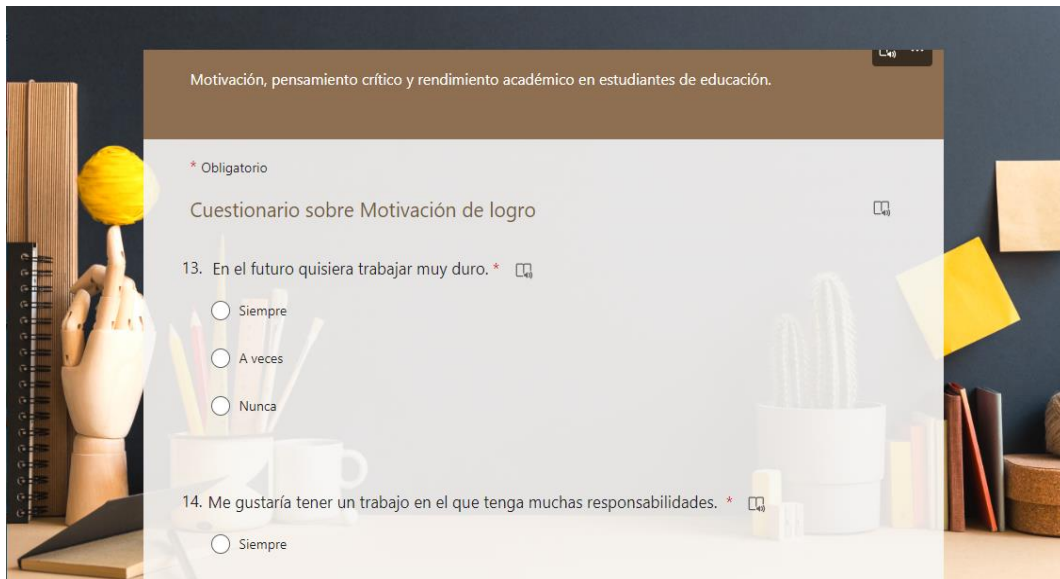 Motivación, pensamiento crítico y rendimiento académico en estudiantes de educación.
* Obligatorio
Cuestionario sobre Motivación de logro
13. En el futuro quisiera trabajar muy duro. *
Siempre
A veces
Nunca
14. Me gustaría tener un trabajo en el que tenga muchas responsabilidades. *
Siempre